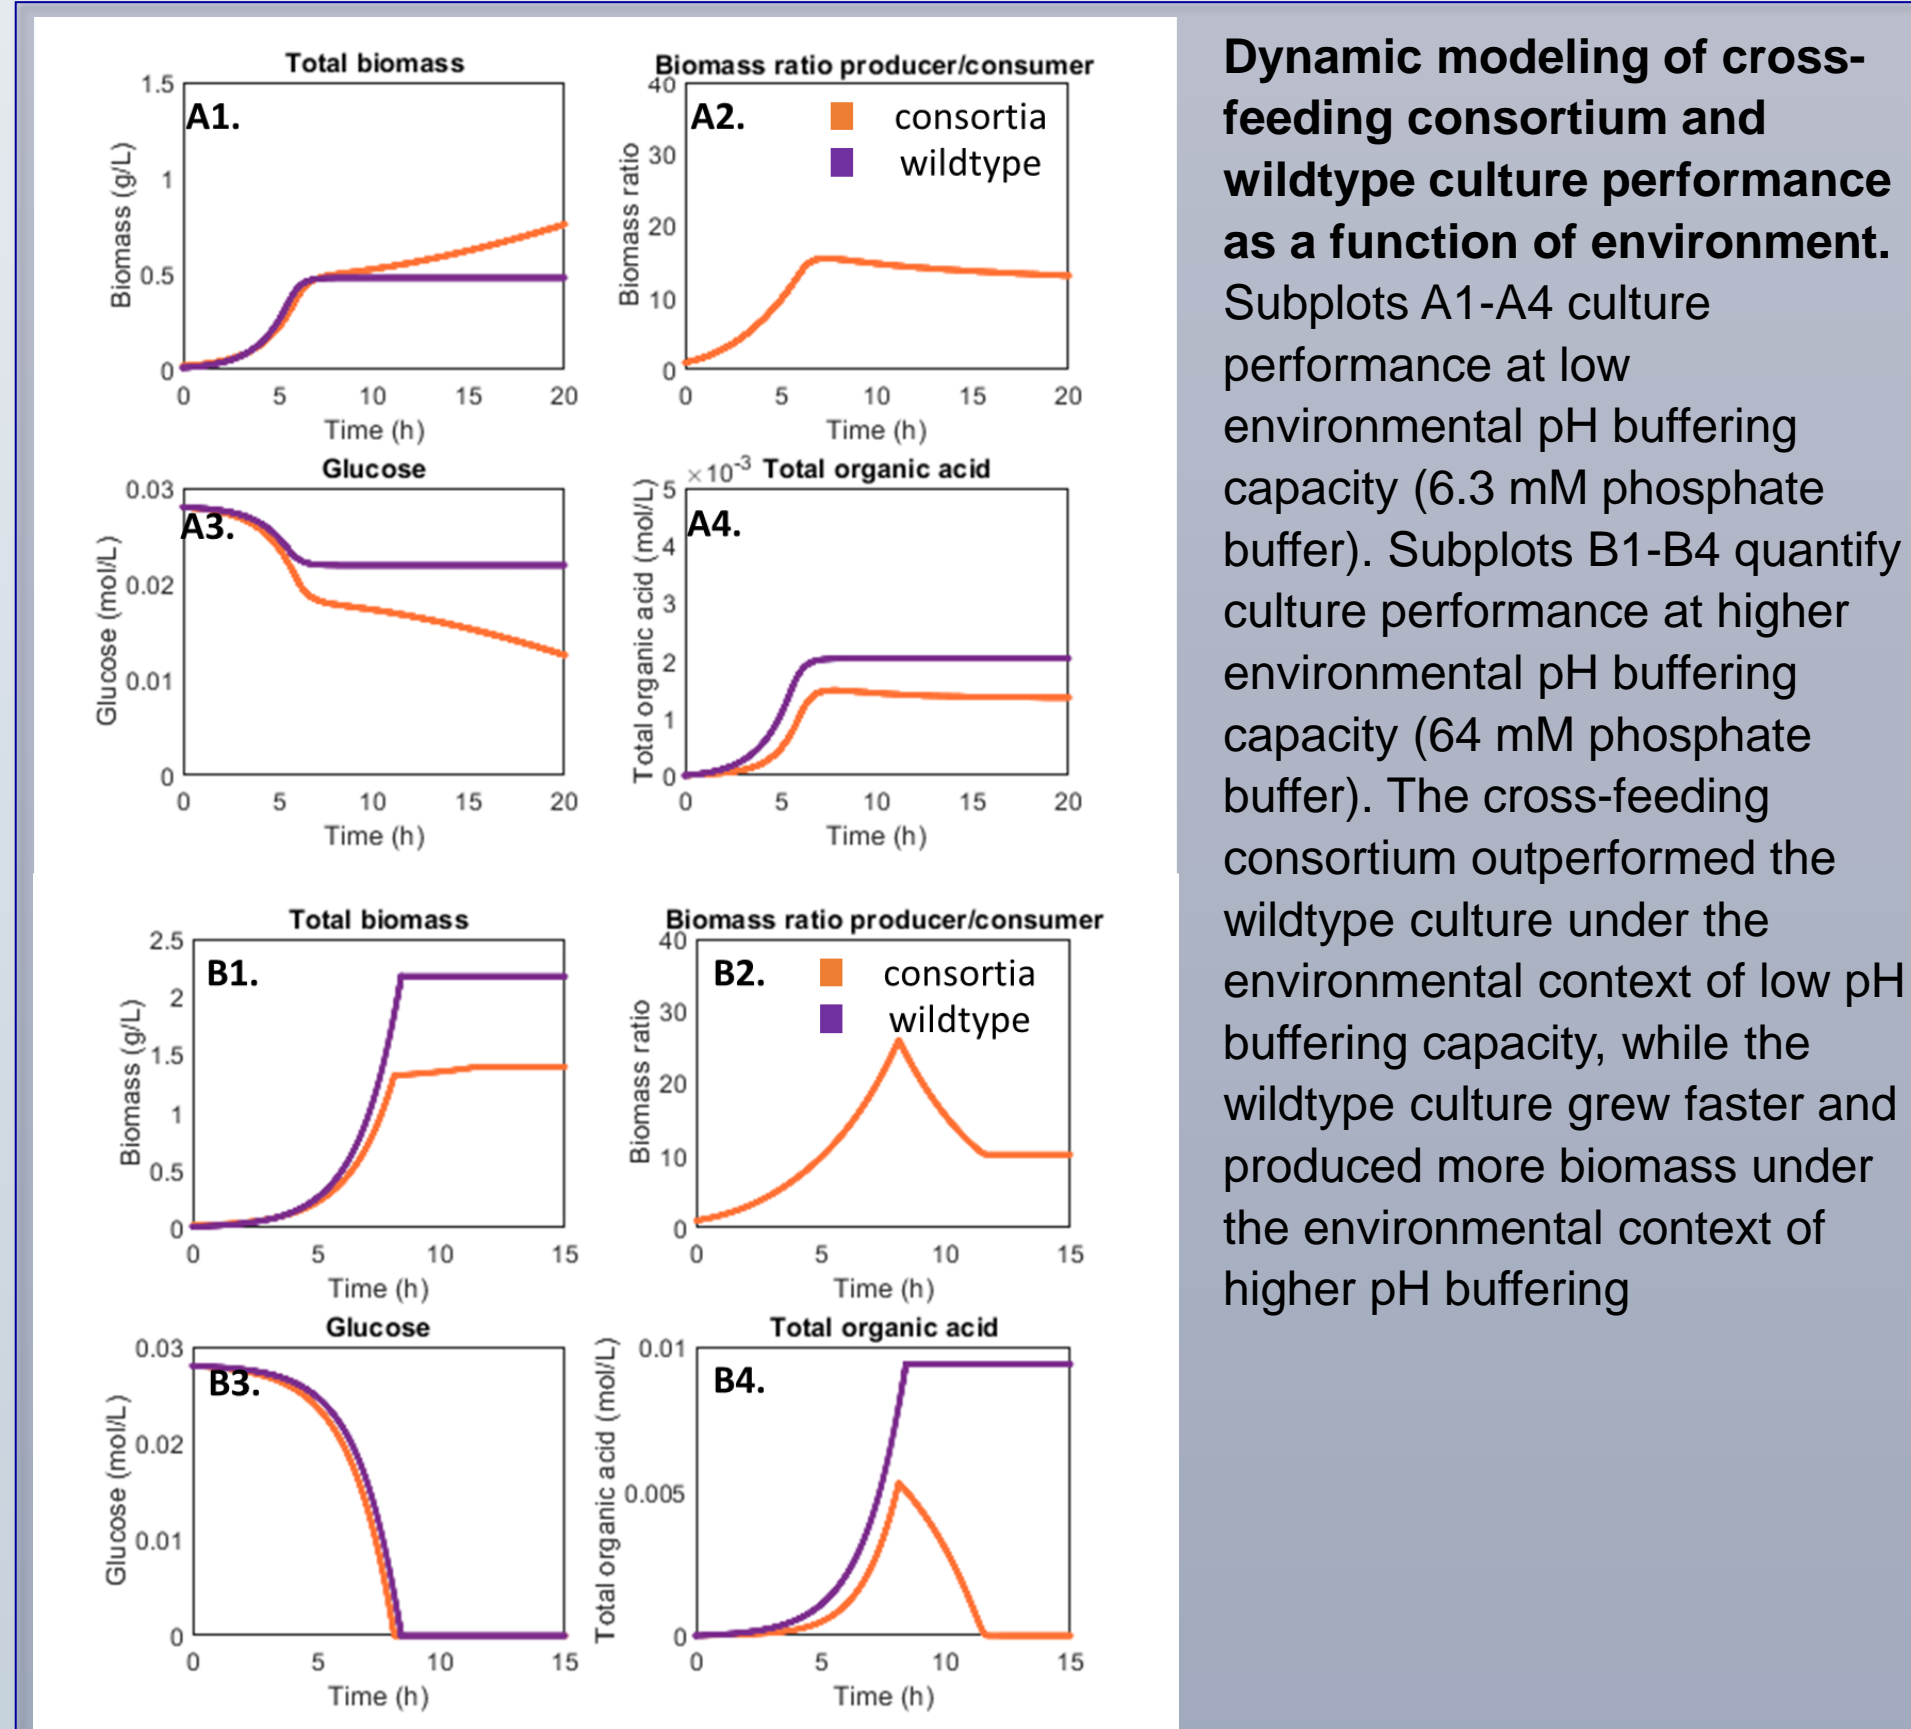 Total biomass
A1.
1.5
1
0.5
0
Biomass (g/L)
0 5 10 15 20
Time (h)
Biomass ratio producer/consumer
A2.
consortia
wildtype
40
30
20
10
0
Biomass ratio
0 5 10 15 20
Time (h)
Glucose
A3.
0.03
0.02
0.01
0
Glucose (mol/L)
0 5 10 15 20
Time (h)
×10⁻³ Total organic acid
A4.
5
4
3
2
1
0
Total organic acid (mol/L)
0 5 10 15 20
Time (h)
Total biomass
B1.
2.5
2
1.5
1
0.5
0
Biomass (g/L)
0 5 10 15
Time (h)
Biomass ratio producer/consumer
B2.
consortia
wildtype
40
30
20
10
0
Biomass ratio
0 5 10 15
Time (h)
Glucose
B3.
0.03
0.02
0.01
0
Glucose (mol/L)
0 5 10 15
Time (h)
Total organic acid
B4.
0.01
0.005
0
Total organic acid (mol/L)
0 5 10 15
Time (h)
Dynamic modeling of cross-
feeding consortium and
wildtype culture performance
as a function of environment.
Subplots A1-A4 culture
performance at low
environmental pH buffering
capacity (6.3 mM phosphate
buffer). Subplots B1-B4 quantify
culture performance at higher
environmental pH buffering
capacity (64 mM phosphate
buffer). The cross-feeding
consortium outperformed the
wildtype culture under the
environmental context of low pH
buffering capacity, while the
wildtype culture grew faster and
produced more biomass under
the environmental context of
higher pH buffering